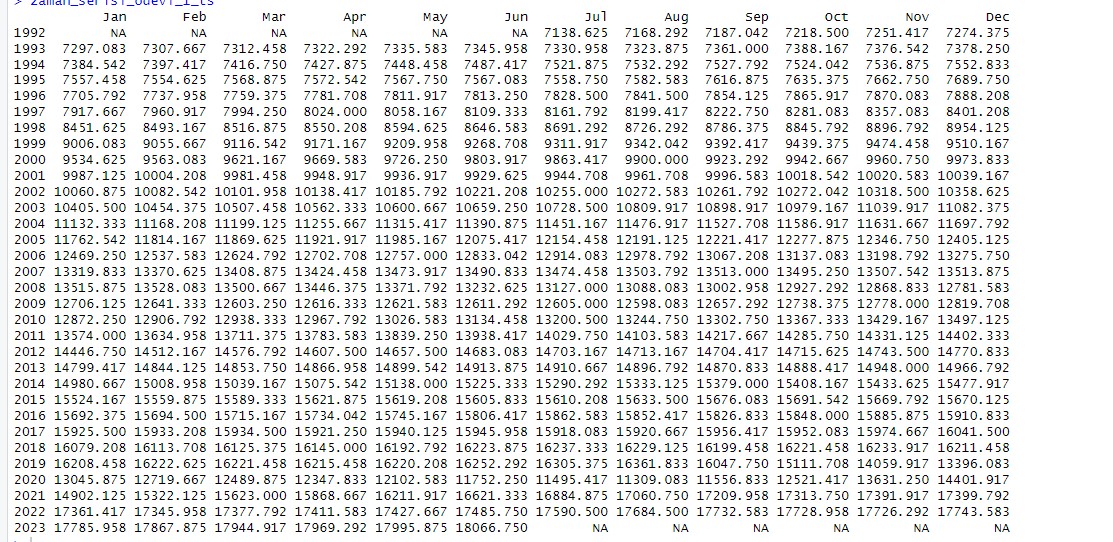 > zaman_serisi_odevi_1_ts
Jan Feb Mar Apr May Jun Jul Aug Sep Oct Nov Dec
1992 NA NA NA NA NA NA 7138.625 7168.292 7187.042 7218.500 7251.417 7274.375
1993 7297.083 7307.667 7312.458 7322.292 7335.583 7345.958 7330.958 7323.875 7361.000 7388.167 7376.542 7378.250
1994 7384.542 7397.417 7416.750 7427.875 7448.458 7487.417 7521.875 7532.292 7527.792 7524.042 7536.875 7552.833
1995 7557.458 7554.625 7568.875 7572.542 7567.750 7567.083 7558.750 7582.583 7616.875 7635.375 7662.750 7689.750
1996 7705.792 7737.958 7759.375 7781.708 7811.917 7813.250 7828.500 7841.500 7854.125 7865.917 7870.083 7888.208
1997 7917.667 7960.917 7994.250 8024.000 8058.167 8109.333 8161.792 8199.417 8222.750 8281.083 8357.083 8401.208
1998 8451.625 8493.167 8516.875 8550.208 8594.625 8646.583 8691.292 8726.292 8786.375 8845.792 8896.792 8954.125
1999 9006.083 9055.667 9116.542 9171.167 9209.958 9268.708 9311.917 9342.042 9392.417 9439.375 9474.458 9510.167
2000 9534.625 9563.083 9621.167 9669.583 9726.250 9803.917 9863.417 9900.000 9923.292 9942.667 9960.750 9973.833
2001 9987.125 10004.208 9981.458 9948.917 9936.917 9929.625 9944.708 9961.708 9996.583 10018.542 10020.583 10039.167
2002 10060.875 10082.542 10101.958 10138.417 10185.792 10221.208 10255.000 10272.583 10261.792 10272.042 10318.500 10358.625
2003 10405.500 10454.375 10507.458 10562.333 10600.667 10659.250 10728.500 10809.917 10898.917 10979.167 11039.917 11082.375
2004 11132.333 11168.208 11199.125 11255.667 11315.417 11390.875 11451.167 11476.917 11527.708 11586.917 11631.667 11697.792
2005 11762.542 11814.167 11869.625 11921.917 11985.167 12075.417 12154.458 12191.125 12221.417 12277.875 12346.750 12405.125
2006 12469.250 12537.583 12624.792 12702.708 12757.000 12833.042 12914.083 12978.792 13067.208 13137.083 13198.792 13275.750
2007 13319.833 13370.625 13408.875 13424.458 13473.917 13490.833 13474.458 13503.792 13513.000 13495.250 13507.542 13513.875
2008 13515.875 13528.083 13500.667 13446.375 13371.792 13232.625 13127.000 13088.083 13002.958 12927.292 12868.833 12781.583
2009 12706.125 12641.333 12603.250 12616.333 12621.583 12611.292 12605.000 12598.083 12657.292 12738.375 12778.000 12819.708
2010 12872.250 12906.792 12938.333 12967.792 13026.583 13134.458 13200.500 13244.750 13302.750 13367.333 13429.167 13497.125
2011 13574.000 13634.958 13711.375 13783.583 13839.250 13938.417 14029.750 14103.583 14217.667 14285.750 14331.125 14402.333
2012 14446.750 14512.167 14576.792 14607.500 14657.500 14683.083 14703.167 14713.167 14704.417 14715.625 14743.500 14770.833
2013 14799.417 14844.125 14853.750 14866.958 14899.542 14913.875 14910.667 14896.792 14870.833 14888.417 14948.000 14966.792
2014 14980.667 15008.958 15039.167 15075.542 15138.000 15225.333 15290.292 15333.125 15379.000 15408.167 15433.625 15477.917
2015 15524.167 15559.875 15589.333 15621.875 15619.208 15605.833 15610.208 15633.500 15676.083 15691.542 15669.792 15670.125
2016 15692.375 15694.500 15715.167 15734.042 15745.167 15806.417 15862.583 15852.417 15826.833 15848.000 15885.875 15910.833
2017 15925.500 15933.208 15934.500 15921.250 15940.125 15945.958 15918.083 15920.667 15956.417 15952.083 15974.667 16041.500
2018 16079.208 16113.708 16125.375 16145.000 16192.792 16223.875 16237.333 16229.125 16199.458 16221.458 16233.917 16211.458
2019 16208.458 16222.625 16221.458 16215.458 16220.208 16252.292 16305.375 16361.833 16047.750 15111.708 14059.917 13396.083
2020 13045.875 12719.667 12489.875 12347.833 12102.583 11752.250 11495.417 11309.083 11556.833 12521.417 13631.250 14401.917
2021 14902.125 15322.125 15623.000 15868.667 16211.917 16621.333 16884.875 17060.750 17209.958 17313.750 17391.917 17399.792
2022 17361.417 17345.958 17377.792 17411.583 17427.667 17485.750 17590.500 17684.500 17732.583 17728.958 17726.292 17743.583
2023 17785.958 17867.875 17944.917 17969.292 17995.875 18066.750 NA NA NA NA NA NA